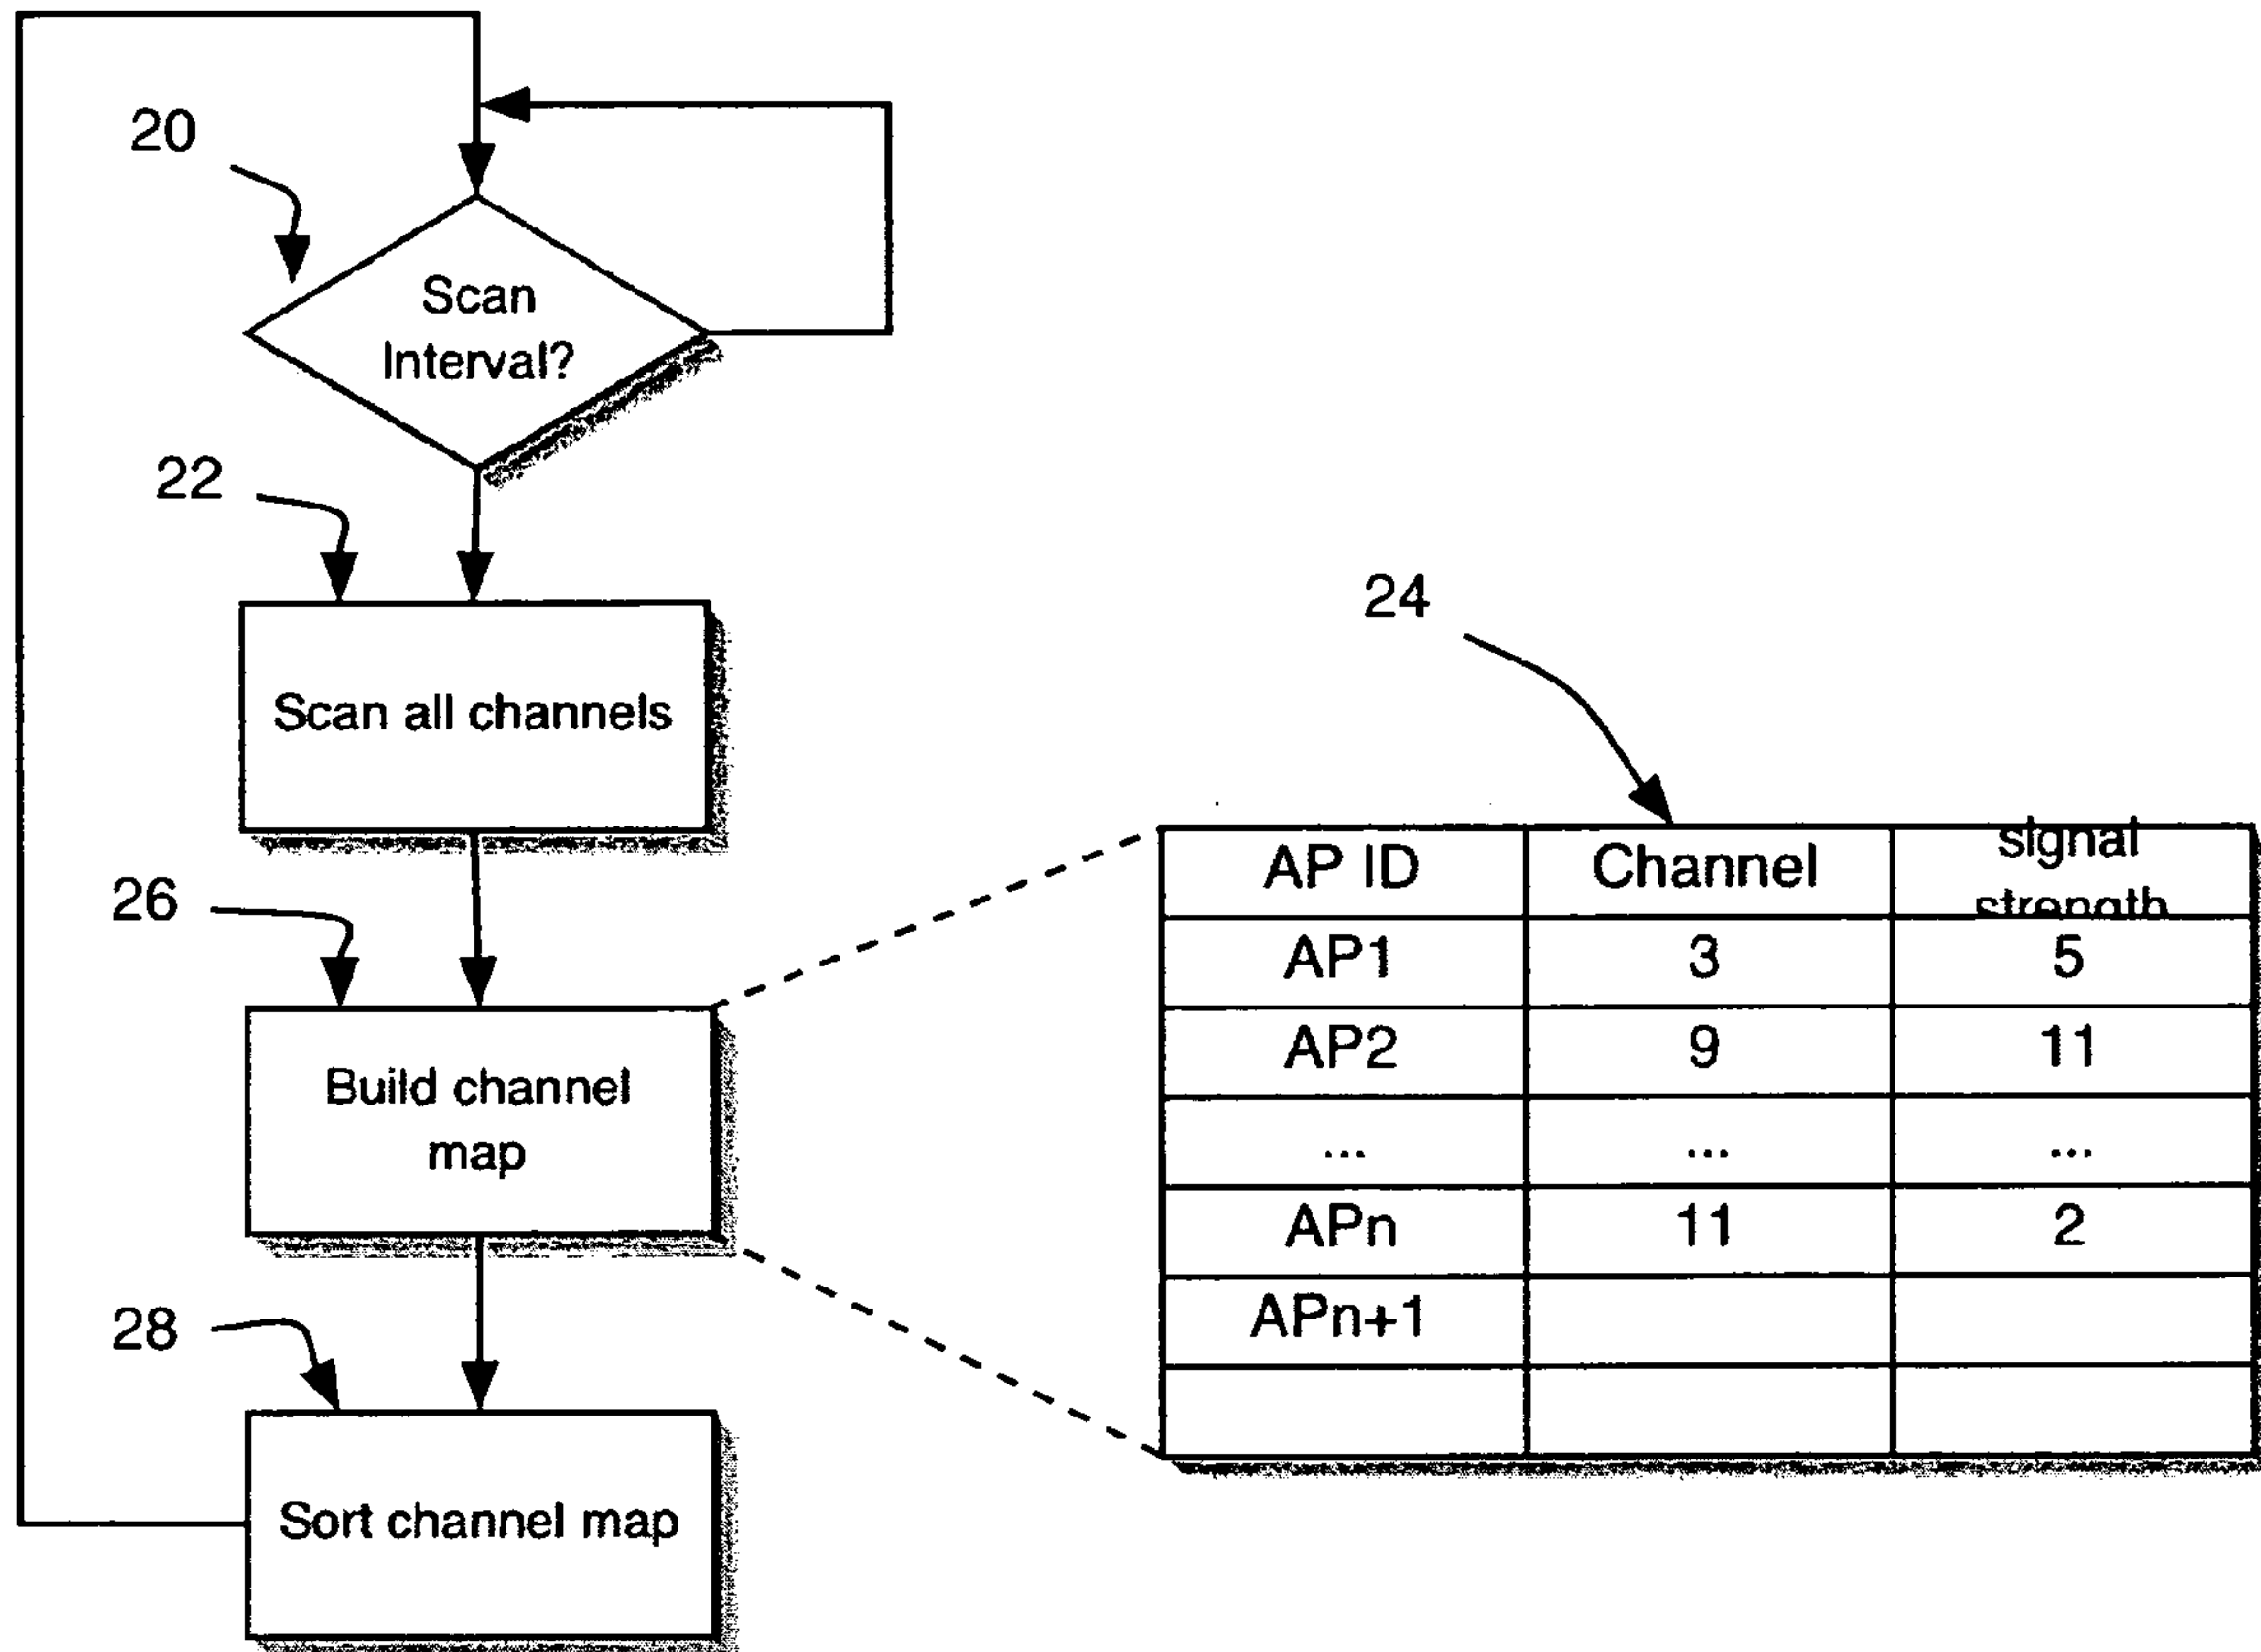 20
Scan
Interval?
22
Scan all channels
24
26
Build channel
map
28
Sort channel map
AP ID Channel signal
strength
AP1 3 5
AP2 9 11
... ... ...
APn 11 2
APn+1